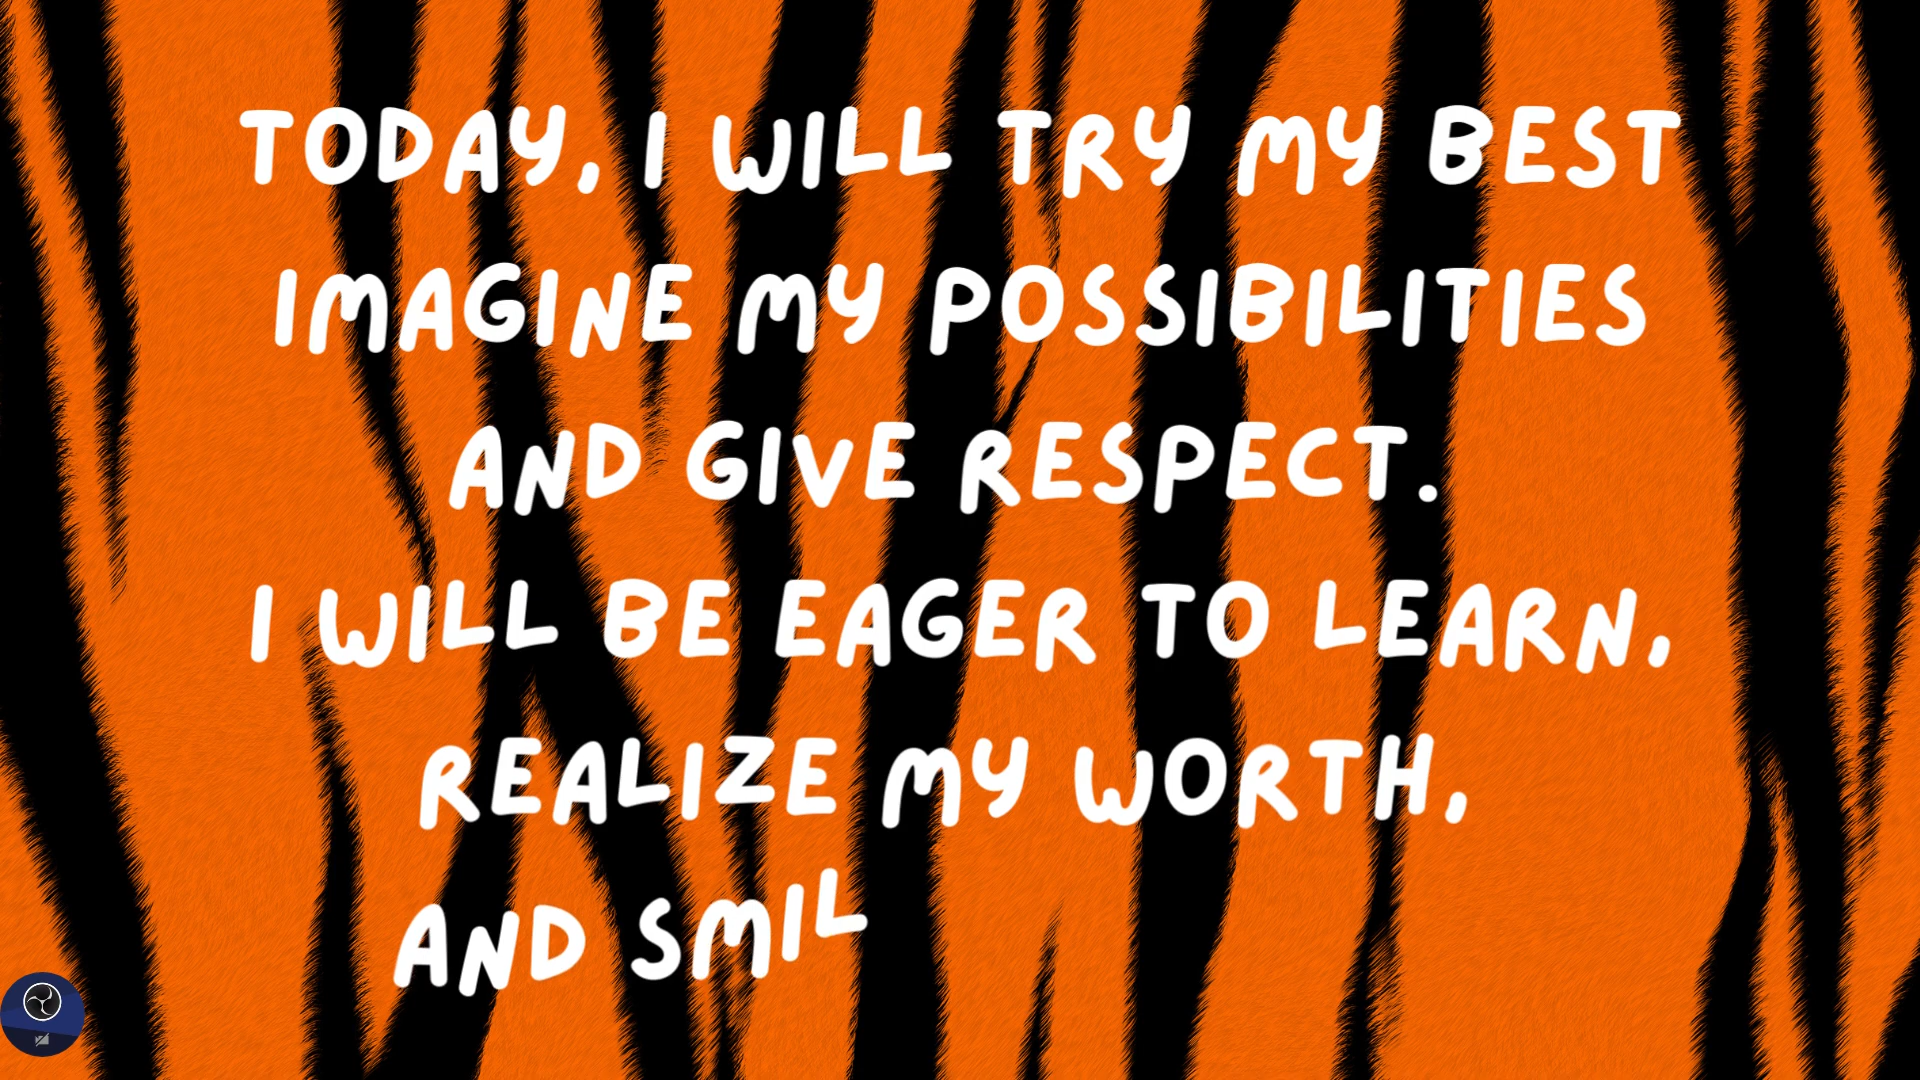 TODAY, I WILL TRY MY BEST
IMAGINE MY POSSIBILITIES
AND GIVE RESPECT.
I WILL BE EAGER TO LEARN,
REALIZE MY WORTH,
AND SMIL